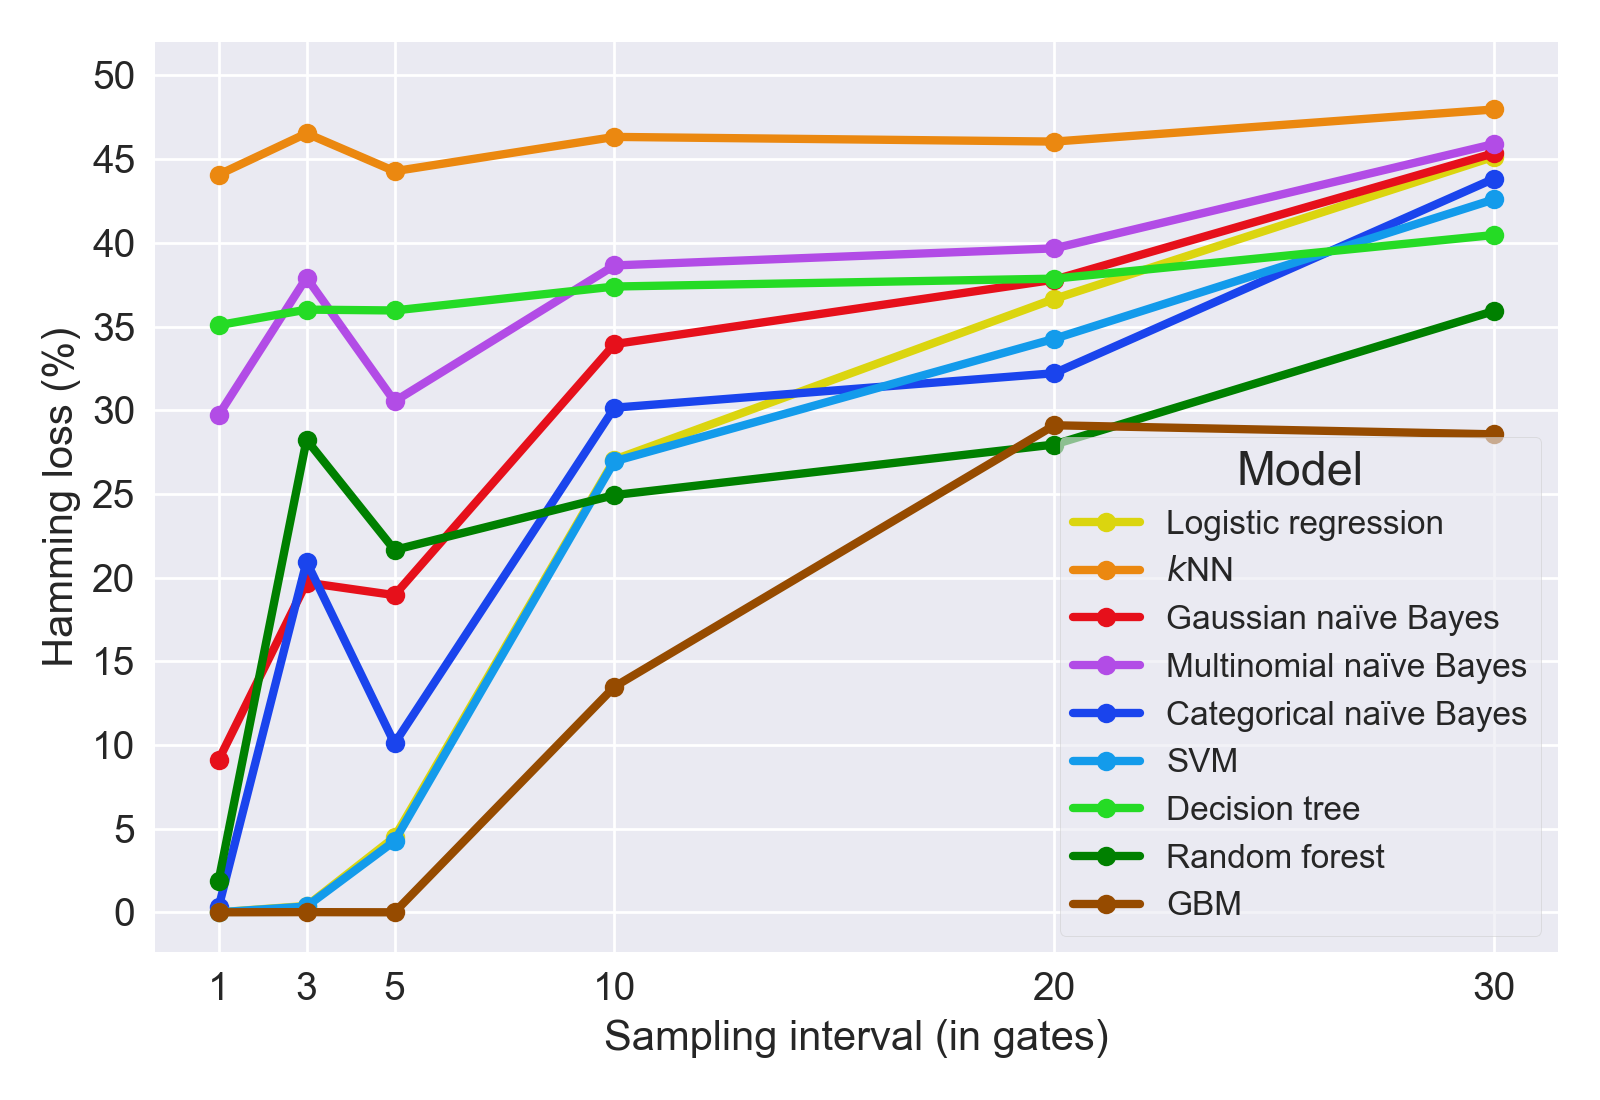 50
45
40
35
30
25
20
15
10
5
0
Hamming loss (%)
1 3 5 10 20 30
Sampling interval (in gates)
Model
Logistic regression
kNN
Gaussian naïve Bayes
Multinomial naïve Bayes
Categorical naïve Bayes
SVM
Decision tree
Random forest
GBM